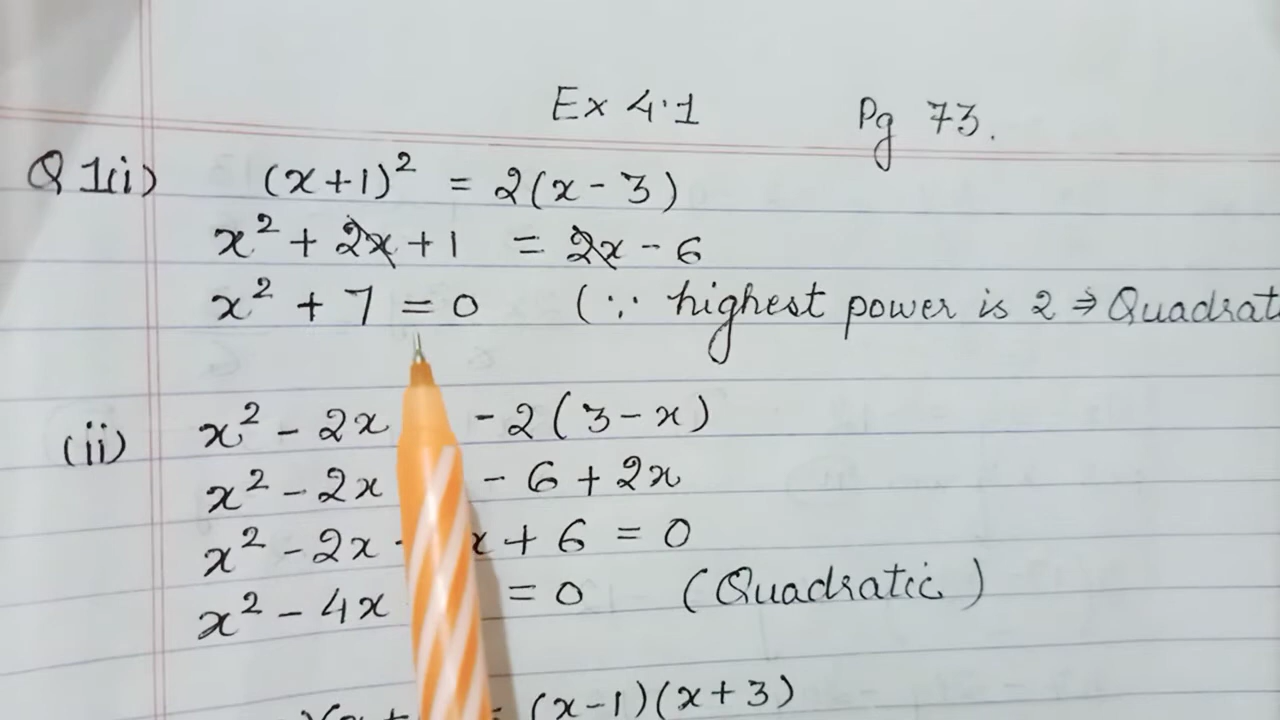 Ex 4.1 Pg 73.
Q 1(i) (x+1)² = 2(x-3)
x² + 2x + 1 = 2x - 6
x² + 7 = 0 (∵ highest power is 2 ⇒ Quadrat
(ii) x² - 2x - 2(3-x)
x² - 2x - 6 + 2x
x² - 2x - x + 6 = 0
x² - 4x = 0 (Quadratic)
= (x-1)(x+3)